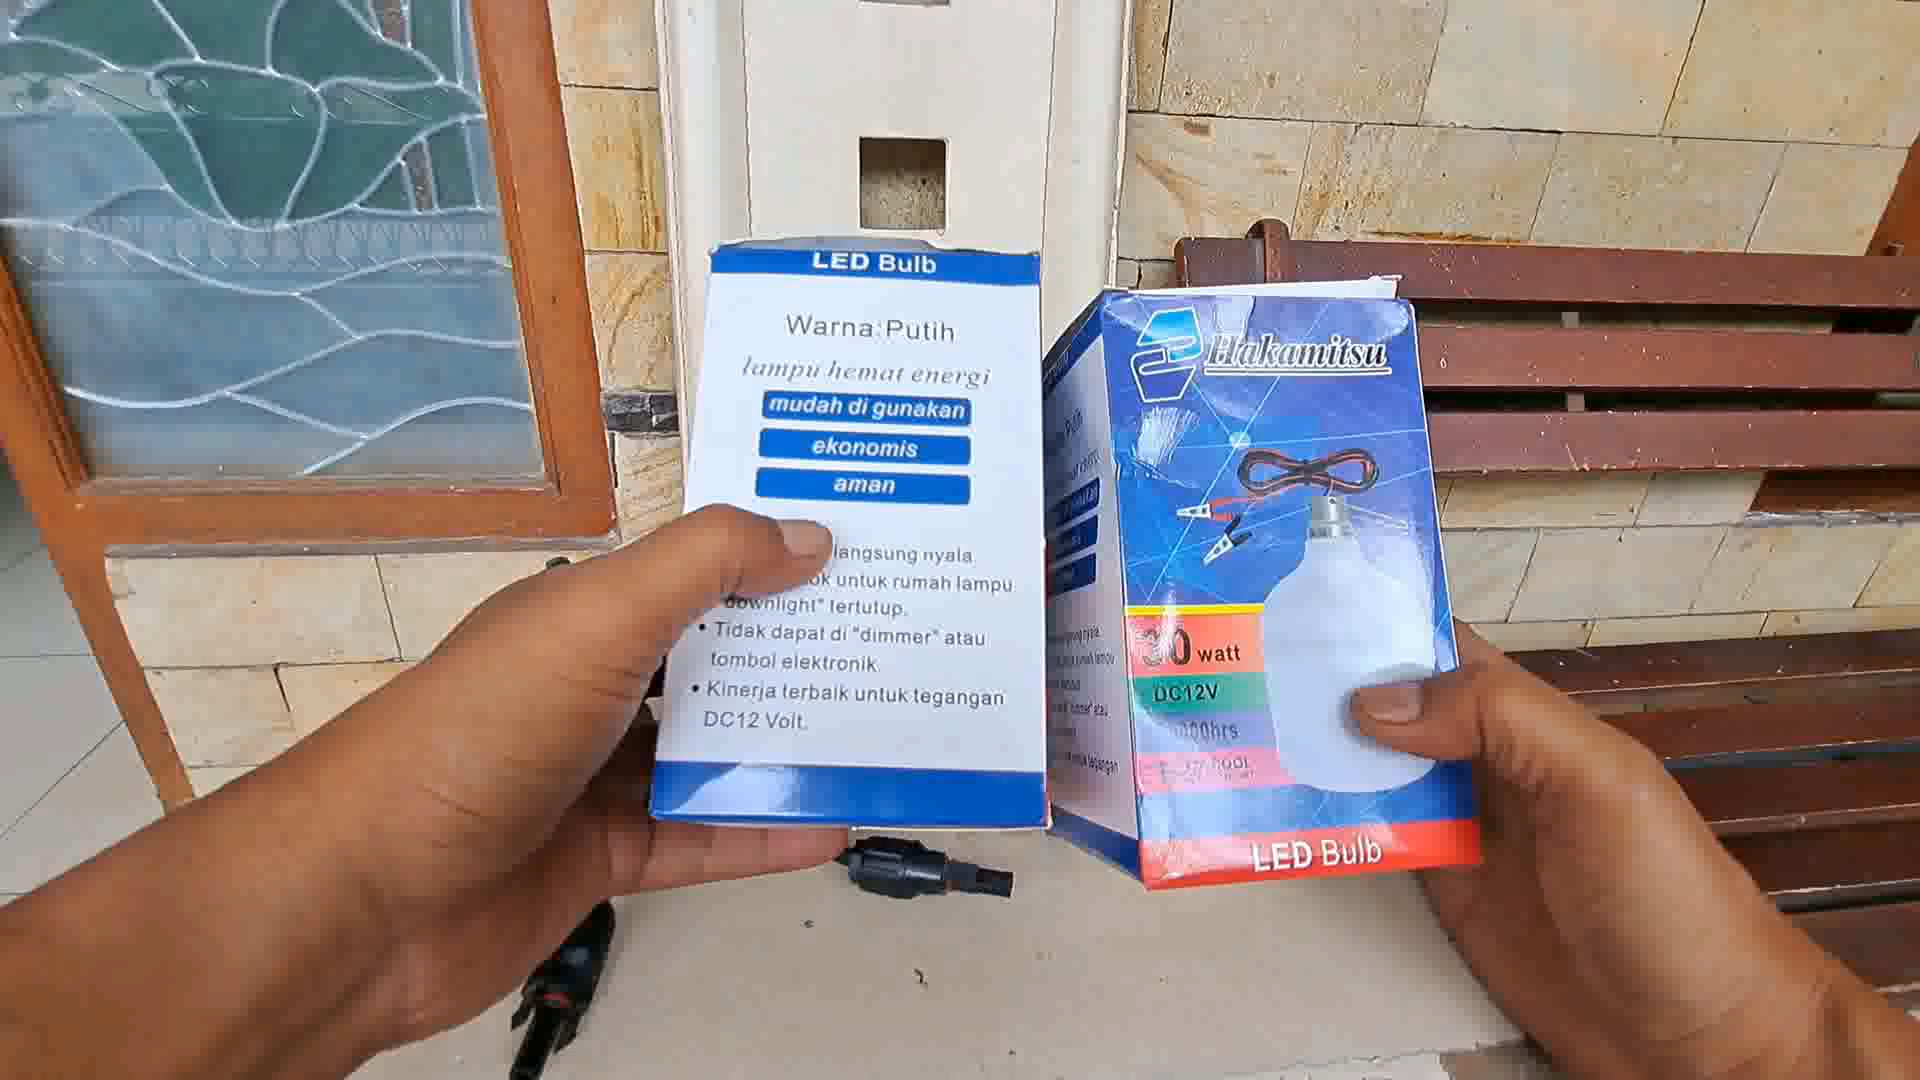 LED Bulb
Warna:Putih
lampu hemat energi
mudah di gunakan
ekonomis
aman
langsung nyala
untuk rumah lampu
downlight" tertutup.
• Tidak dapat di "dimmer" atau
tombol elektronik.
• Kinerja terbaik untuk tegangan
DC12 Volt.
Hakamitsu
30 watt
DC12V
LED Bulb